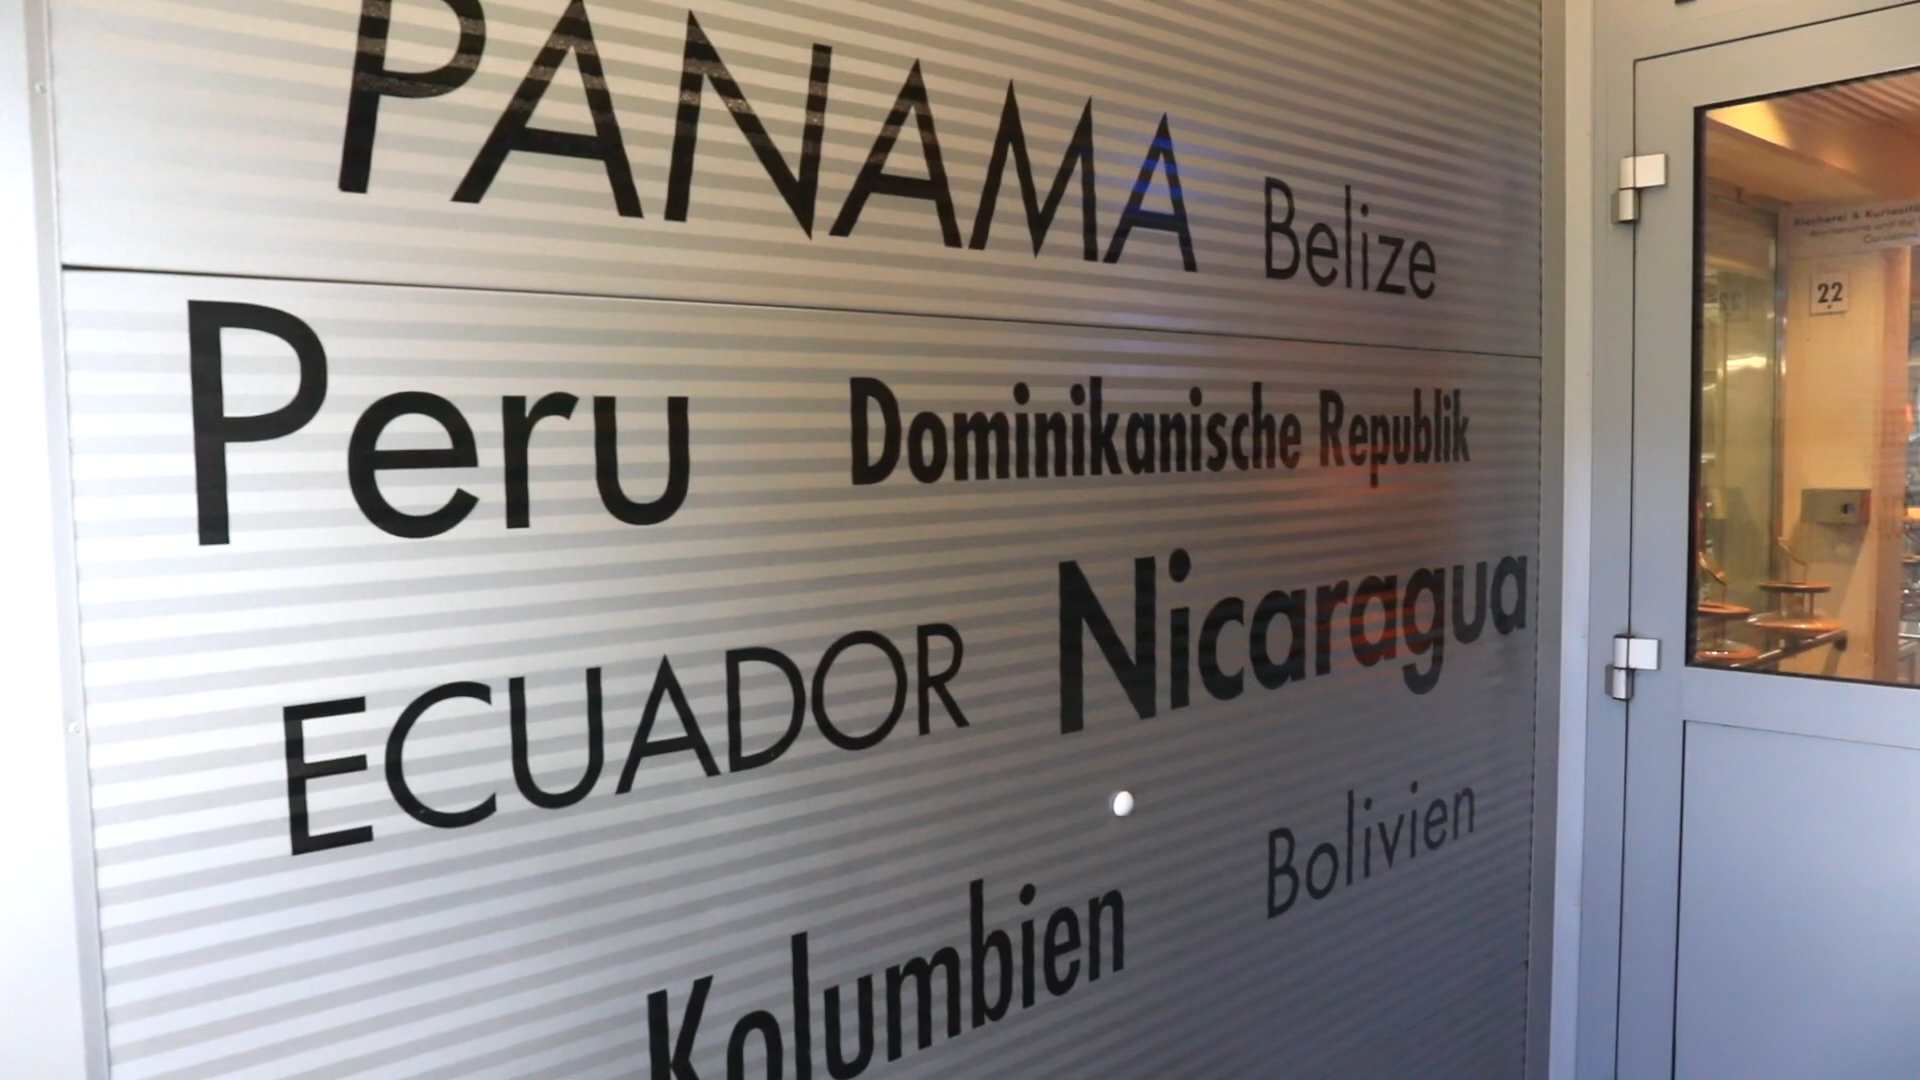 PANAMA Belize
Peru Dominikanische Republik
ECUADOR Nicaragua
Bolivien
Kolumbien
22